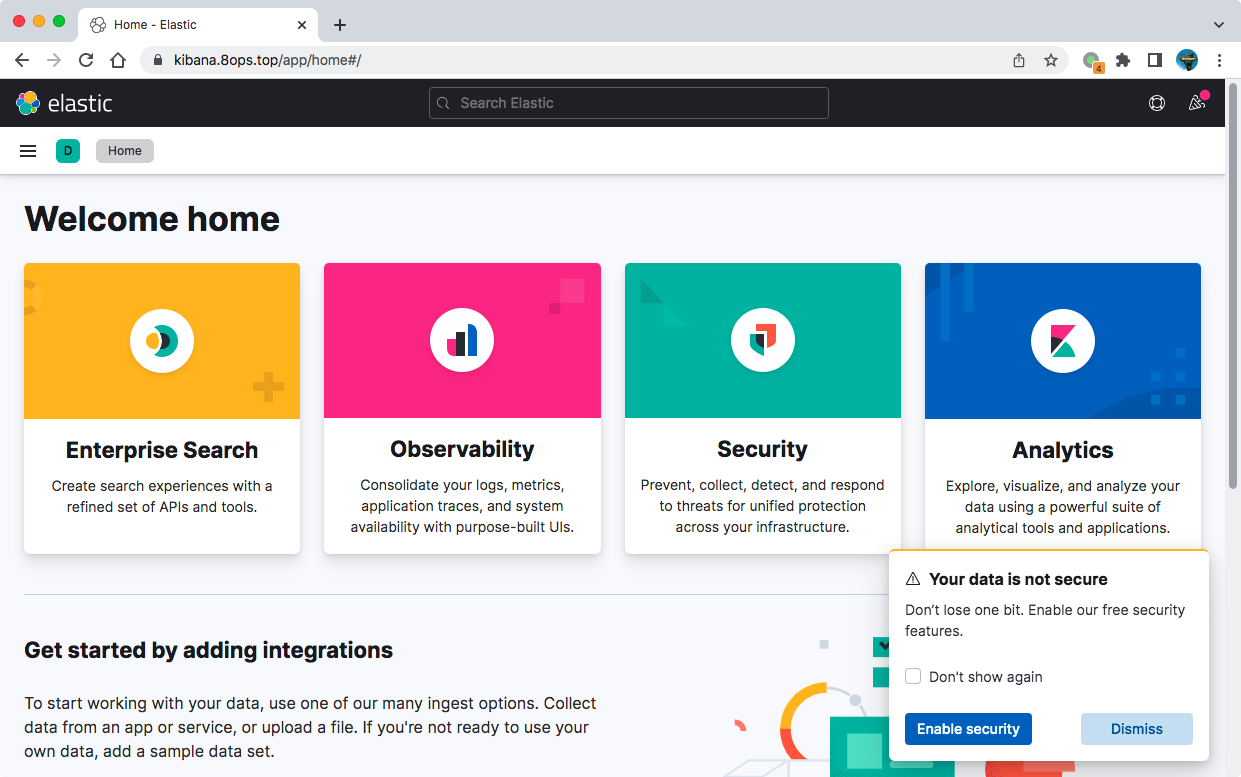 Home - Elastic
kibana.8ops.top/app/home#/
4
elastic
Search Elastic
D
Home
Welcome home
Enterprise Search
Create search experiences with a
refined set of APIs and tools.
Observability
Consolidate your logs, metrics,
application traces, and system
availability with purpose-built UIs.
Security
Prevent, collect, detect, and respond
to threats for unified protection
across your infrastructure.
Analytics
Explore, visualize, and analyze your
data using a powerful suite of
analytical tools and applications.
Get started by adding integrations
To start working with your data, use one of our many ingest options. Collect
data from an app or service, or upload a file. If you're not ready to use your
own data, add a sample data set.
Your data is not secure
Don’t lose one bit. Enable our free security
features.
Don't show again
Enable security
Dismiss